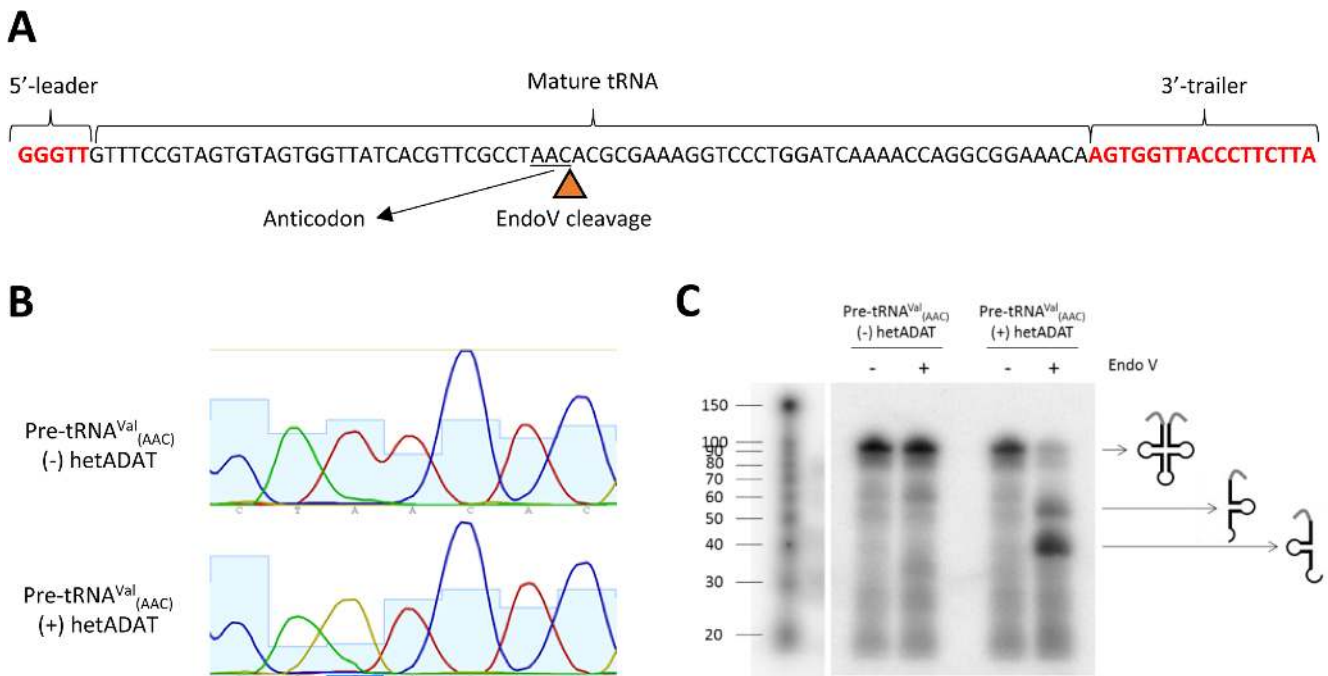 A
5’-leader
Mature tRNA
3’-trailer
GGGTTGTTTCCGTAGTGTAGTGGTTATCACGTTCGCCTAACACGCGAAAGGTCCCTGGATCAAAACCAGGCGGAAACAAGTGGTTACCCTTCTTA
Anticodon
EndoV cleavage
B
Pre-tRNAVal(AAC)
(-) hetADAT
C T A A C A C
Pre-tRNAVal(AAC)
(+) hetADAT
C
Pre-tRNAVal(AAC)
(-) hetADAT
Pre-tRNAVal(AAC)
(+) hetADAT
- + - + Endo V
150
100
90
80
70
60
50
40
30
20